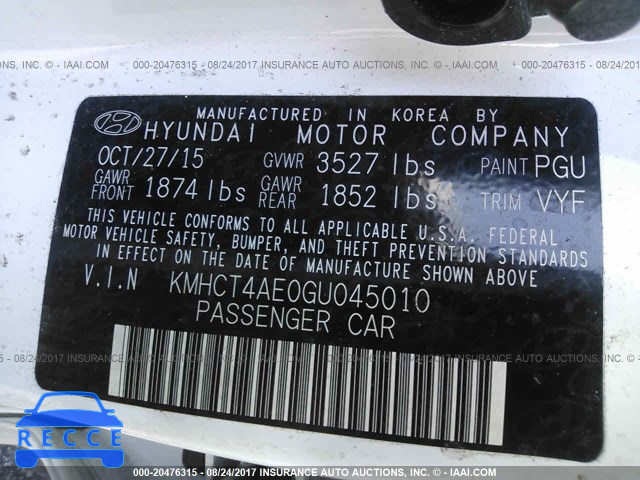 000-20476315 - 08/24/2017 INSURANCE AUTO AUCTIONS, INC. © - IAAI.COM
MANUFACTURED IN KOREA BY
HYUNDAI MOTOR COMPANY
OCT/27/15 GVWR 3527 lbs PAINT PGU
GAWR FRONT 1874 lbs GAWR REAR 1852 lbs TRIM VYF
THIS VEHICLE CONFORMS TO ALL APPLICABLE U.S.A. FEDERAL
MOTOR VEHICLE SAFETY, BUMPER, AND THEFT PREVENTION STANDARDS
IN EFFECT ON THE DATE OF MANUFACTURE SHOWN ABOVE
V.I.N KMHCT4AE0GU045010
PASSENGER CAR
000-20476315 - 08/24/2017 INSURANCE AUTO AUCTIONS, INC. © - IAAI.COM
RECCE
000-20476315 - 08/24/2017 INSURANCE AUTO AUCTIONS, INC. © - IAAI.COM